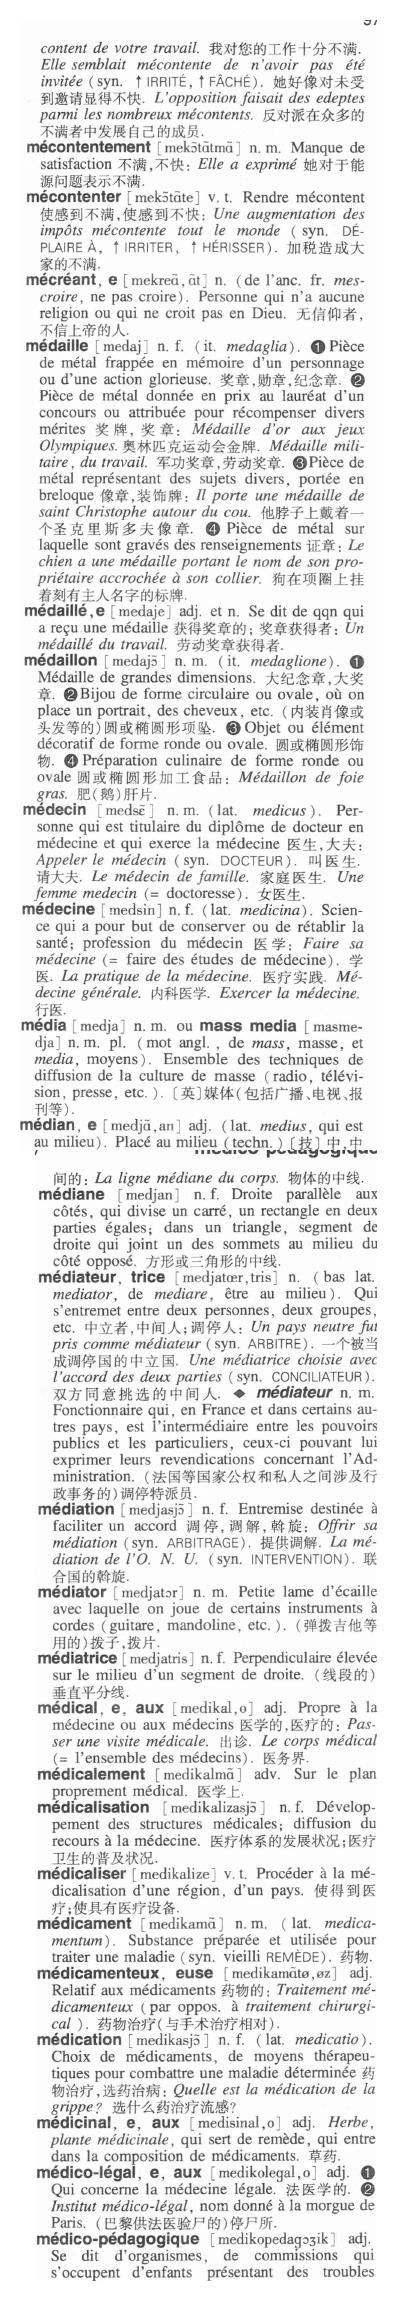 97
content de votre travail. 我对您的工作十分不满.
Elle semblait mécontente de n'avoir pas été
invitée (syn. ↑ IRRITÉ, ↑ FÂCHÉ). 她好像对未受
到邀请显得不快. L'opposition faisait des edeptes
parmi les nombreux mécontents. 反对派在众多的
不满者中发展自己的成员.
mécontentement [mekɔ̃tɑ̃tmɑ̃] n. m. Manque de
satisfaction 不满,不快: Elle a exprimé 她对于能
源问题表示不满.
mécontenter [mekɔ̃tɑ̃te] v. t. Rendre mécontent
使感到不满,使感到不快: Une augmentation des
impôts mécontente tout le monde (syn. DÉ-
PLAIRE À, ↑ IRRITER, ↑ HÉRISSER). 加税造成大
家的不满.
mécréant, e [mekreɑ̃, ɑ̃t] n. (de l'anc. fr. mes-
croire, ne pas croire). Personne qui n'a aucune
religion ou qui ne croit pas en Dieu. 无信仰者,
不信上帝的人.
médaille [medaj] n. f. (it. medaglia). ❶ Pièce
de métal frappée en mémoire d'un personnage
ou d'une action glorieuse. 奖章,勋章,纪念章. ❷
Pièce de métal donnée en prix au lauréat d'un
concours ou attribuée pour récompenser divers
mérites 奖牌, 奖章: Médaille d'or aux jeux
Olympiques. 奥林匹克运动会金牌. Médaille mili-
taire, du travail. 军功奖章,劳动奖章. ❸Pièce de
métal représentant des sujets divers, portée en
breloque 像章,装饰牌: Il porte une médaille de
saint Christophe autour du cou. 他脖子上戴着一
个圣克里斯多夫像章. ❹ Pièce de métal sur
laquelle sont gravés des renseignements 证章: Le
chien a une médaille portant le nom de son pro-
priétaire accrochée à son collier. 狗在项圈上挂
着刻有主人名字的标牌.
médaillé,e [medaje] adj. et n. Se dit de qqn qui
a reçu une médaille 获得奖章的; 奖章获得者: Un
médaillé du travail. 劳动奖章获得者.
médaillon [medajɔ̃] n. m. (it. medaglione). ❶
Médaille de grandes dimensions. 大纪念章,大奖
章. ❷Bijou de forme circulaire ou ovale, où on
place un portrait, des cheveux, etc. (内装肖像或
头发等的)圆或椭圆形项坠. ❸ Objet ou élément
décoratif de forme ronde ou ovale. 圆或椭圆形饰
物. ❹ Préparation culinaire de forme ronde ou
ovale 圆或椭圆形加工食品: Médaillon de foie
gras. 肥(鹅)肝片.
médecin [medsɛ̃] n. m. (lat. medicus). Per-
sonne qui est titulaire du diplôme de docteur en
médecine et qui exerce la médecine 医生,大夫:
Appeler le médecin (syn. DOCTEUR). 叫医生.
请大夫. Le médecin de famille. 家庭医生. Une
femme medecin (= doctoresse). 女医生.
médecine [medsin] n. f. (lat. medicina). Scien-
ce qui a pour but de conserver ou de rétablir la
santé; profession du médecin 医学: Faire sa
médecine (= faire des études de médecine). 学
医. La pratique de la médecine. 医疗实践. Mé-
decine générale. 内科医学. Exercer la médecine.
行医.
média [medja] n. m. ou mass media [masme-
dja] n. m. pl. (mot angl., de mass, masse, et
media, moyens). Ensemble des techniques de
diffusion de la culture de masse (radio, télévi-
sion, presse, etc.). [英]媒体(包括广播、电视、报
刊等).
médian, e [medjɑ̃,an] adj. (lat. medius, qui est
au milieu). Placé au milieu (techn.) [技] 中,中
médico-pédagogique
间的: La ligne médiane du corps. 物体的中线.
médiane [medjan] n. f. Droite parallèle aux
côtés, qui divise un carré, un rectangle en deux
parties égales; dans un triangle, segment de
droite qui joint un des sommets au milieu du
côté opposé. 方形或三角形的中线.
médiateur, trice [medjatœr,tris] n. (bas lat.
mediator, de mediare, être au milieu). Qui
s'entremet entre deux personnes, deux groupes,
etc. 中立者,中间人;调停人: Un pays neutre fut
pris comme médiateur (syn. ARBITRE). 一个被当
成调停国的中立国. Une médiatrice choisie avec
l'accord des deux parties (syn. CONCILIATEUR).
双方同意挑选的中间人. ◆ médiateur n. m.
Fonctionnaire qui, en France et dans certains au-
tres pays, est l'intermédiaire entre les pouvoirs
publics et les particuliers, ceux-ci pouvant lui
exprimer leurs revendications concernant l'Ad-
ministration. (法国等国家公权和私人之间涉及行
政事务的)调停特派员.
médiation [medjasjɔ̃] n. f. Entremise destinée à
faciliter un accord 调停,调解,斡旋: Offrir sa
médiation (syn. ARBITRAGE). 提供调解. La mé-
diation de l'O. N. U. (syn. INTERVENTION). 联
合国的斡旋.
médiator [medjatɔr] n. m. Petite lame d'écaille
avec laquelle on joue de certains instruments à
cordes (guitare, mandoline, etc.). (弹拨吉他等
用的)拨子,拨片.
médiatrice [medjatris] n. f. Perpendiculaire élevée
sur le milieu d'un segment de droite. (线段的)
垂直平分线.
médical, e, aux [medikal,o] adj. Propre à la
médecine ou aux médecins 医学的,医疗的: Pas-
ser une visite médicale. 出诊. Le corps médical
(= l'ensemble des médecins). 医务界.
médicalement [medikalmɑ̃] adv. Sur le plan
proprement médical. 医学上.
médicalisation [medikalizasjɔ̃] n. f. Dévelop-
pement des structures médicales; diffusion du
recours à la médecine. 医疗体系的发展状况;医疗
卫生的普及状况.
médicaliser [medikalize] v. t. Procéder à la mé-
dicalisation d'une région, d'un pays. 使得到医
疗;使具有医疗设备.
médicament [medikamɑ̃] n. m. (lat. medica-
mentum). Substance préparée et utilisée pour
traiter une maladie (syn. vieilli REMÈDE). 药物.
médicamenteux, euse [medikamɑ̃tø,øz] adj.
Relatif aux médicaments 药物的: Traitement mé-
dicamenteux (par oppos. à traitement chirurgi-
cal). 药物治疗(与手术治疗相对).
médication [medikasjɔ̃] n. f. (lat. medicatio).
Choix de médicaments, de moyens thérapeu-
tiques pour combattre une maladie déterminée 药
物治疗,选药治病: Quelle est la médication de la
grippe? 选什么药治疗流感?
médicinal, e, aux [medisinal,o] adj. Herbe,
plante médicinale, qui sert de remède, qui entre
dans la composition de médicaments. 草药.
médico-légal, e, aux [medikolegal,o] adj. ❶
Qui concerne la médecine légale. 法医学的. ❷
Institut médico-légal, nom donné à la morgue de
Paris. (巴黎供法医验尸的)停尸所.
médico-pédagogique [medikopedagɔʒik] adj.
Se dit d'organismes, de commissions qui
s'occupent d'enfants présentant des troubles